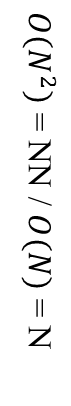 O(N²) = NN / O(N) = N